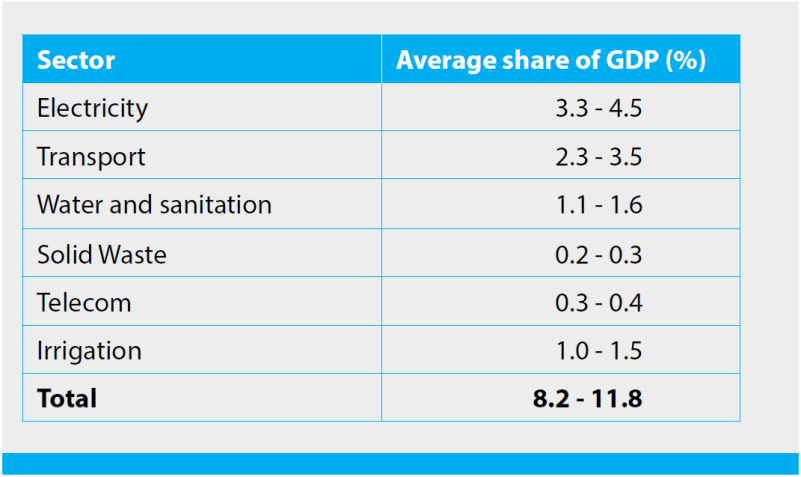 Sector Average share of GDP (%)
Electricity 3.3 - 4.5
Transport 2.3 - 3.5
Water and sanitation 1.1 - 1.6
Solid Waste 0.2 - 0.3
Telecom 0.3 - 0.4
Irrigation 1.0 - 1.5
Total 8.2 - 11.8